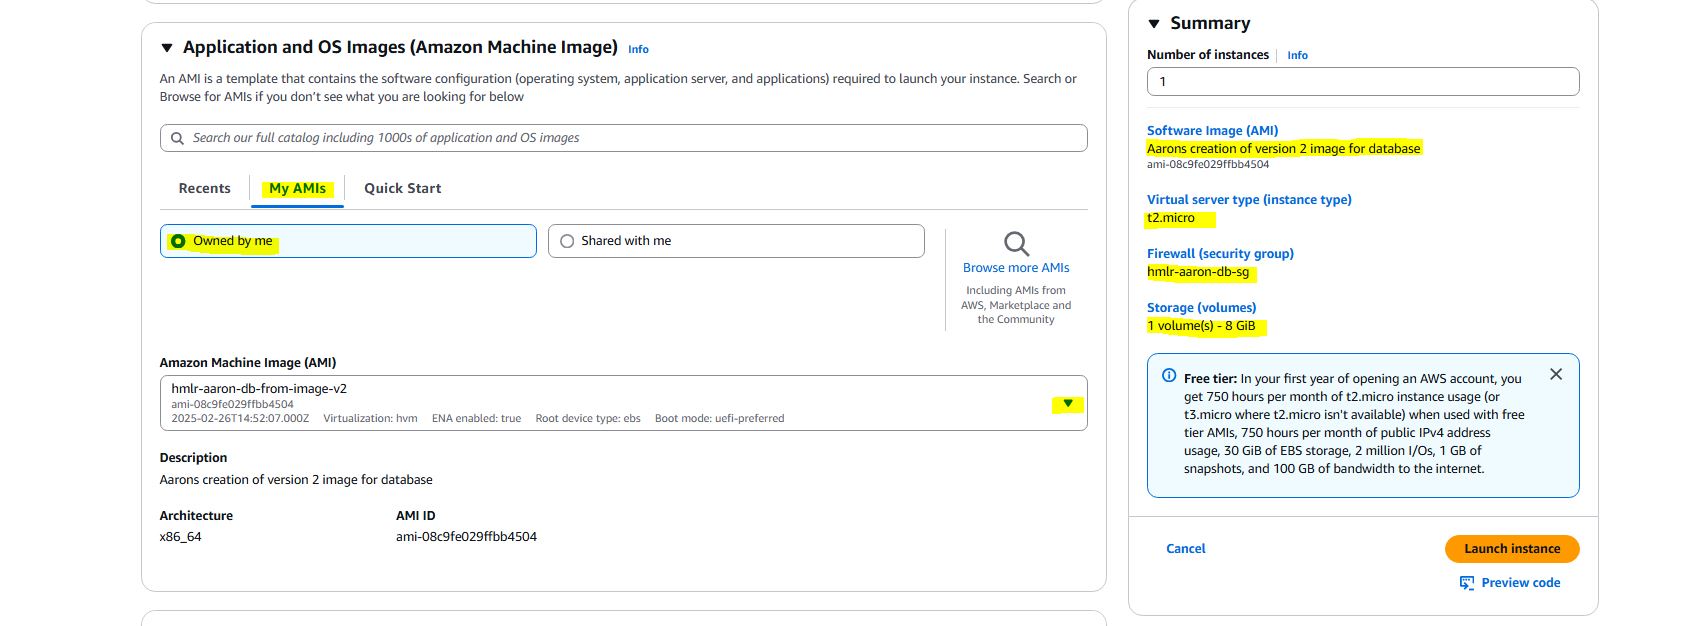 Application and OS Images (Amazon Machine Image) Info
An AMI is a template that contains the software configuration (operating system, application server, and applications) required to launch your instance. Search or
Browse for AMIs if you don't see what you are looking for below
Search our full catalog including 1000s of application and OS images
Recents
My AMIs
Quick Start
Owned by me
Shared with me
Browse more AMIs
Including AMIs from
AWS, Marketplace and
the Community
Amazon Machine Image (AMI)
hmlr-aaron-db-from-image-v2
ami-08c9fe029ffbb4504
2025-02-26T14:52:07.000Z Virtualization: hvm ENA enabled: true Root device type: ebs Boot mode: uefi-preferred
Description
Aarons creation of version 2 image for database
Architecture
x86_64
AMI ID
ami-08c9fe029ffbb4504
Summary
Number of instances Info
1
Software Image (AMI)
Aarons creation of version 2 image for database
ami-08c9fe029ffbb4504
Virtual server type (instance type)
t2.micro
Firewall (security group)
hmlr-aaron-db-sg
Storage (volumes)
1 volume(s) - 8 GiB
Free tier: In your first year of opening an AWS account, you
get 750 hours per month of t2.micro instance usage (or
t3.micro where t2.micro isn't available) when used with free
tier AMIs, 750 hours per month of public IPv4 address
usage, 30 GiB of EBS storage, 2 million I/Os, 1 GB of
snapshots, and 100 GB of bandwidth to the internet.
Cancel
Launch instance
Preview code